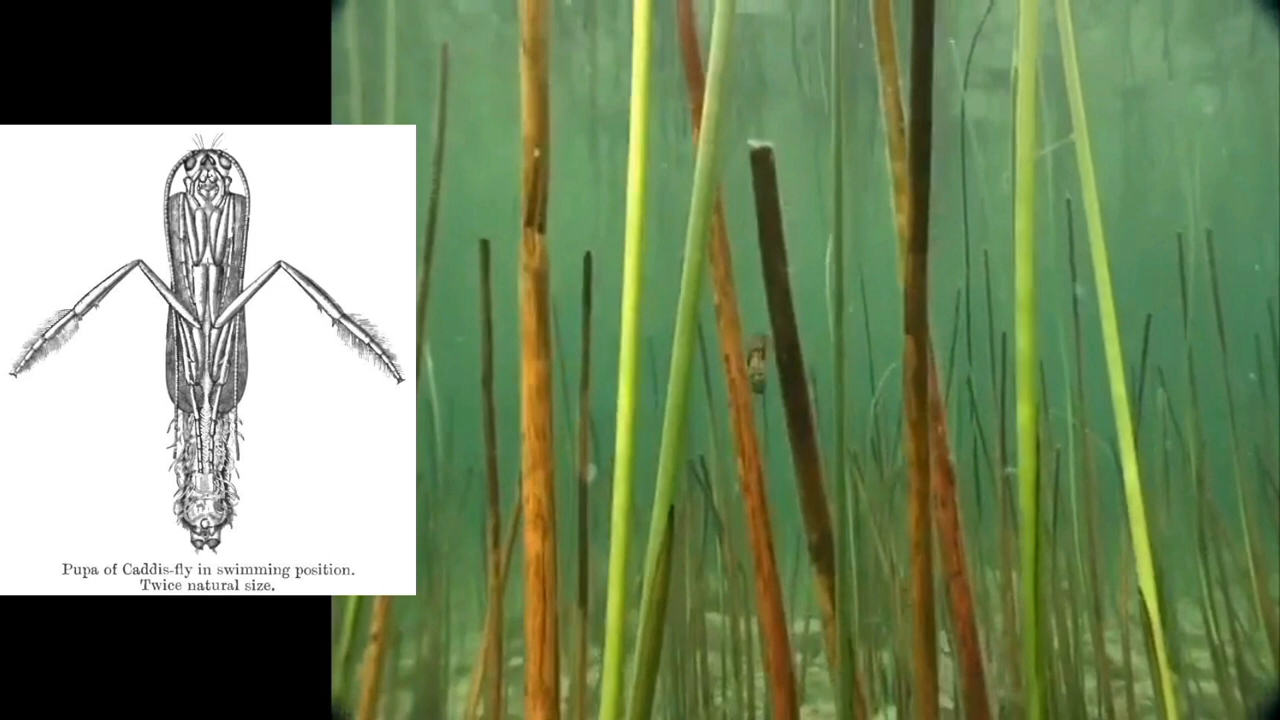 Pupa of Caddis-fly in swimming position.
Twice natural size.